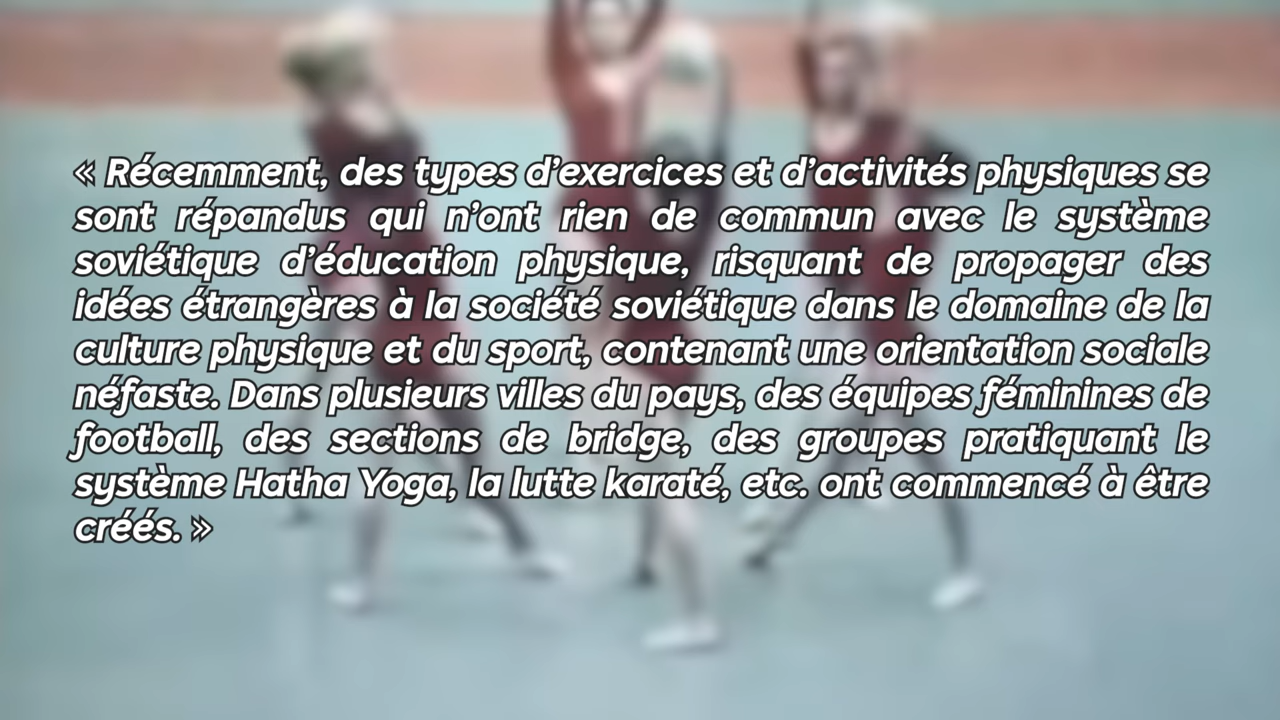 « Récemment, des types d’exercices et d’activités physiques se
sont répandus qui n’ont rien de commun avec le système
soviétique d’éducation physique, risquant de propager des
idées étrangères à la société soviétique dans le domaine de la
culture physique et du sport, contenant une orientation sociale
néfaste. Dans plusieurs villes du pays, des équipes féminines de
football, des sections de bridge, des groupes pratiquant le
système Hatha Yoga, la lutte karaté, etc. ont commencé à être
créés. »